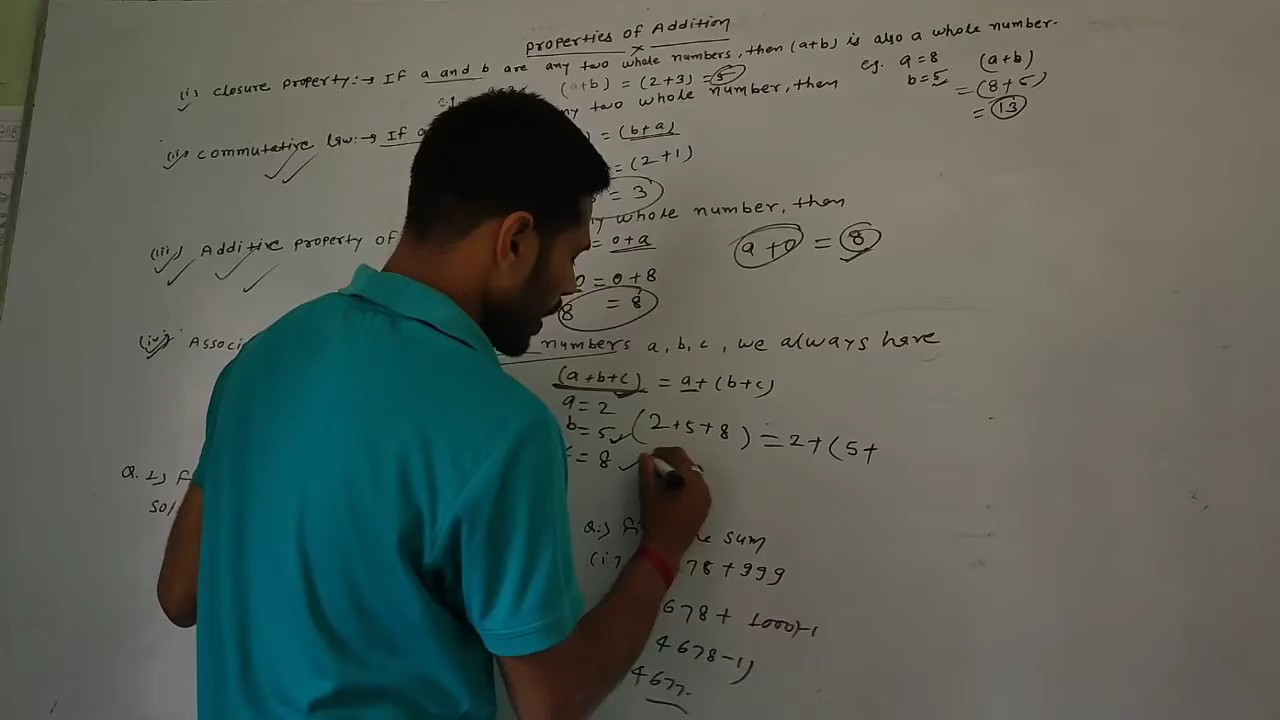 Properties of Addition
(i) Closure property:→ If a and b are any two whole numbers, then (a+b) is also a whole number.
(a+b) = (2+3) = 5
eg. a=8 (a+b)
b=5 = (8+5)
= 13
(ii) Commutative law:→ If any two whole number, then
= (b+a)
= (2+1)
= 3
(iii) Additive property of whole number, then
= 0+a
(a+0) = 8
0 = 0+8
8 = 8
(iv) Associ numbers a, b, c, we always have
(a+b+c) = a+(b+c)
a=2
b=5 (2+5+8) = 2+(5+
= 8
Q.1)
Sol
Q:) sum
(i) 78+999
678+1000)-1
4678-1)
4677.